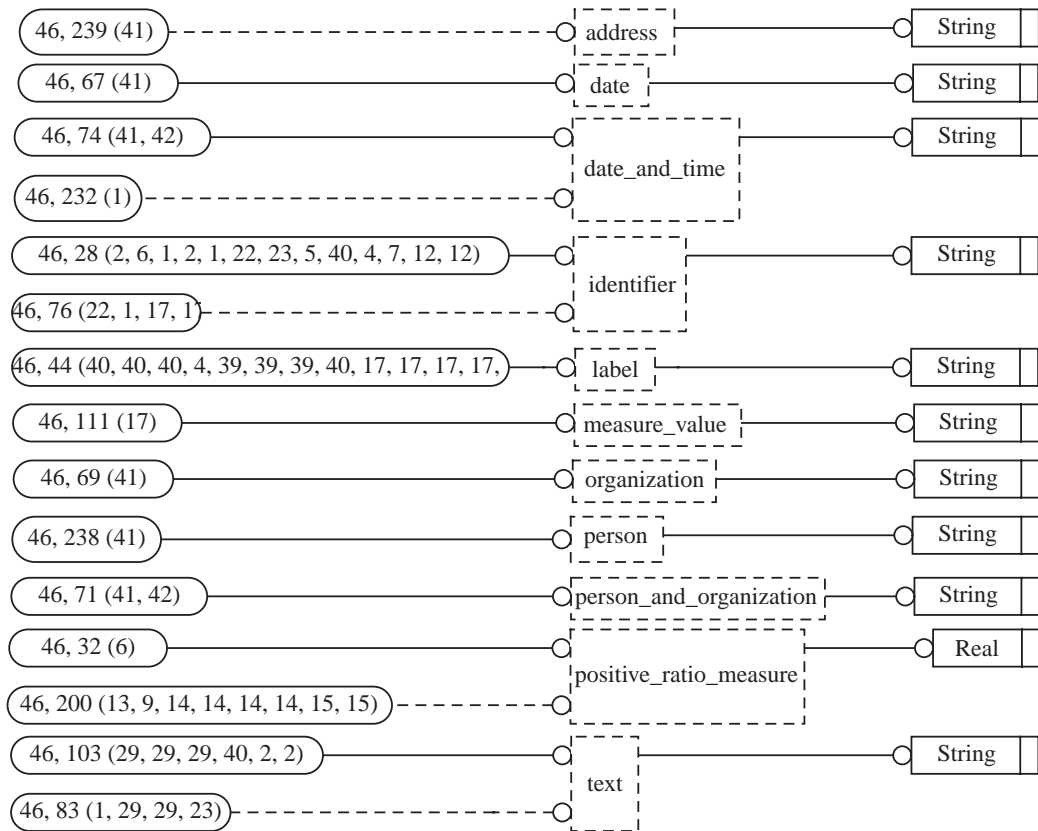 46, 239 (41) address String
46, 67 (41) date String
46, 74 (41, 42) date_and_time String
46, 232 (1)
46, 28 (2, 6, 1, 2, 1, 22, 23, 5, 40, 4, 7, 12, 12) identifier String
46, 76 (22, 1, 17,
46, 44 (40, 40, 40, 4, 39, 39, 39, 40, 17, 17, 17, 17, label String
46, 111 (17) measure_value String
46, 69 (41) organization String
46, 238 (41) person String
46, 71 (41, 42) person_and_organization String
46, 32 (6) positive_ratio_measure Real
46, 200 (13, 9, 14, 14, 14, 14, 15, 15)
46, 103 (29, 29, 29, 40, 2, 2) text String
46, 83 (1, 29, 29, 23)